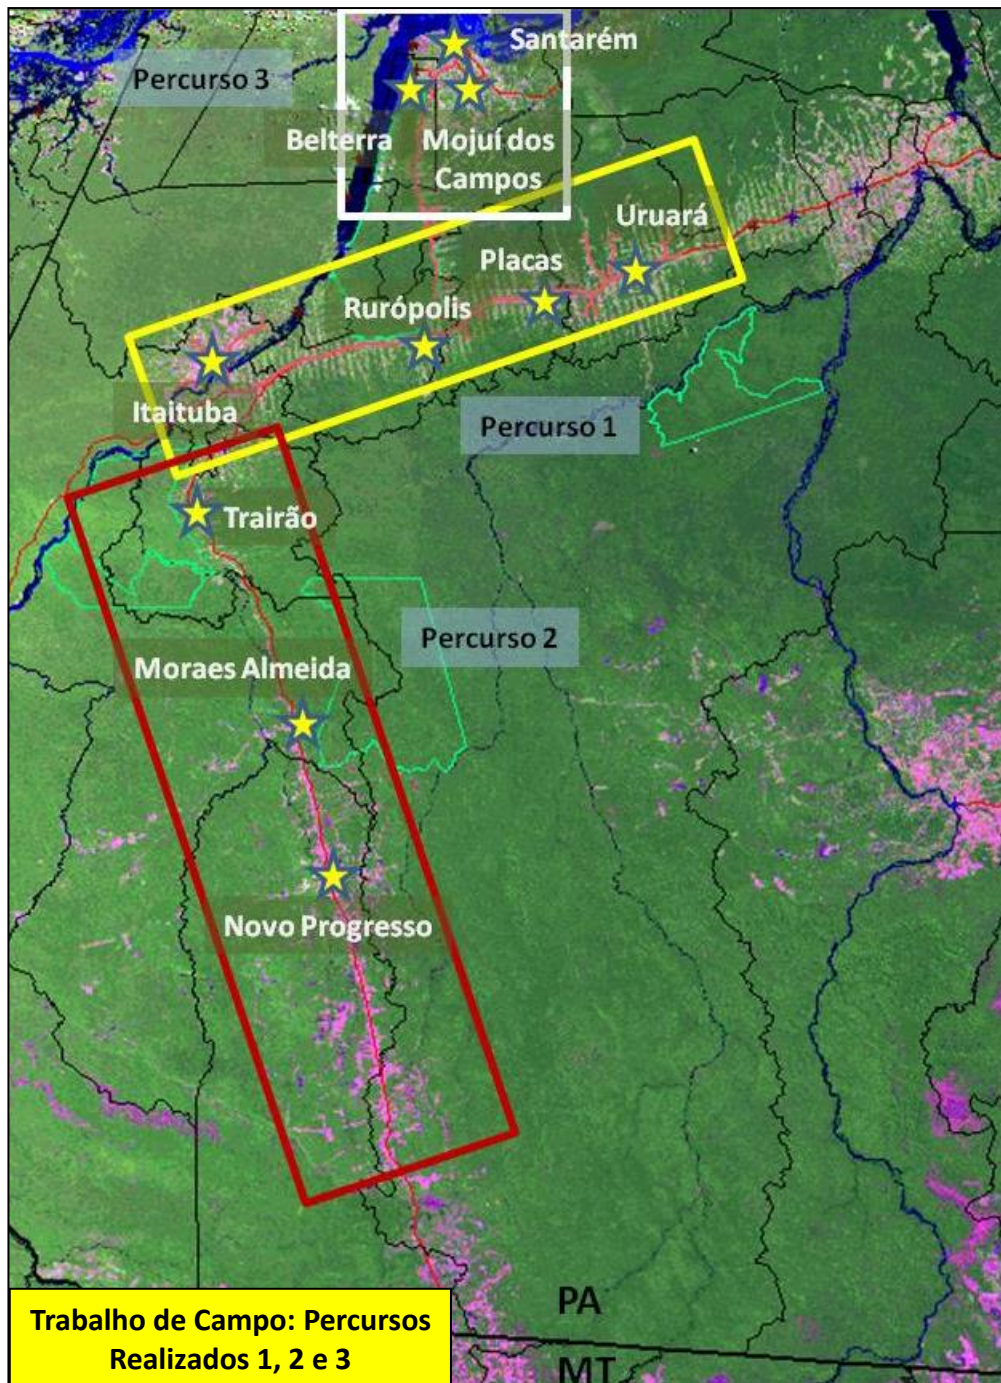 Santarém
Percurso 3
Belterra
Mojuí dos
Campos
Uruará
Placas
Rurópolis
Itaituba
Percurso 1
Trairão
Percurso 2
Moraes Almeida
Novo Progresso
PA
MT
Trabalho de Campo: Percursos
Realizados 1, 2 e 3